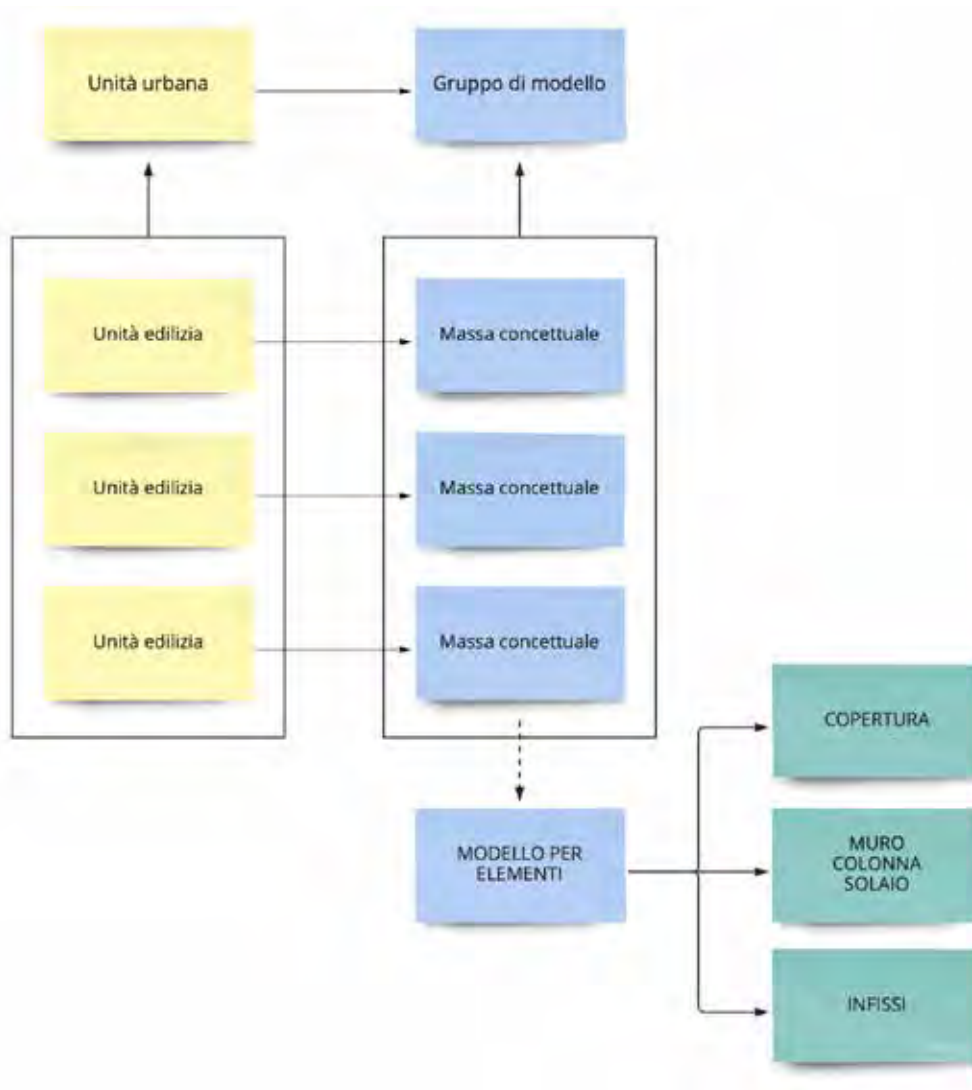 Unità urbana
Gruppo di modello
Unità edilizia
Massa concettuale
Unità edilizia
Massa concettuale
Unità edilizia
Massa concettuale
COPERTURA
MODELLO PER
ELEMENTI
MURO
COLONNA
SOLAIO
INFISSI